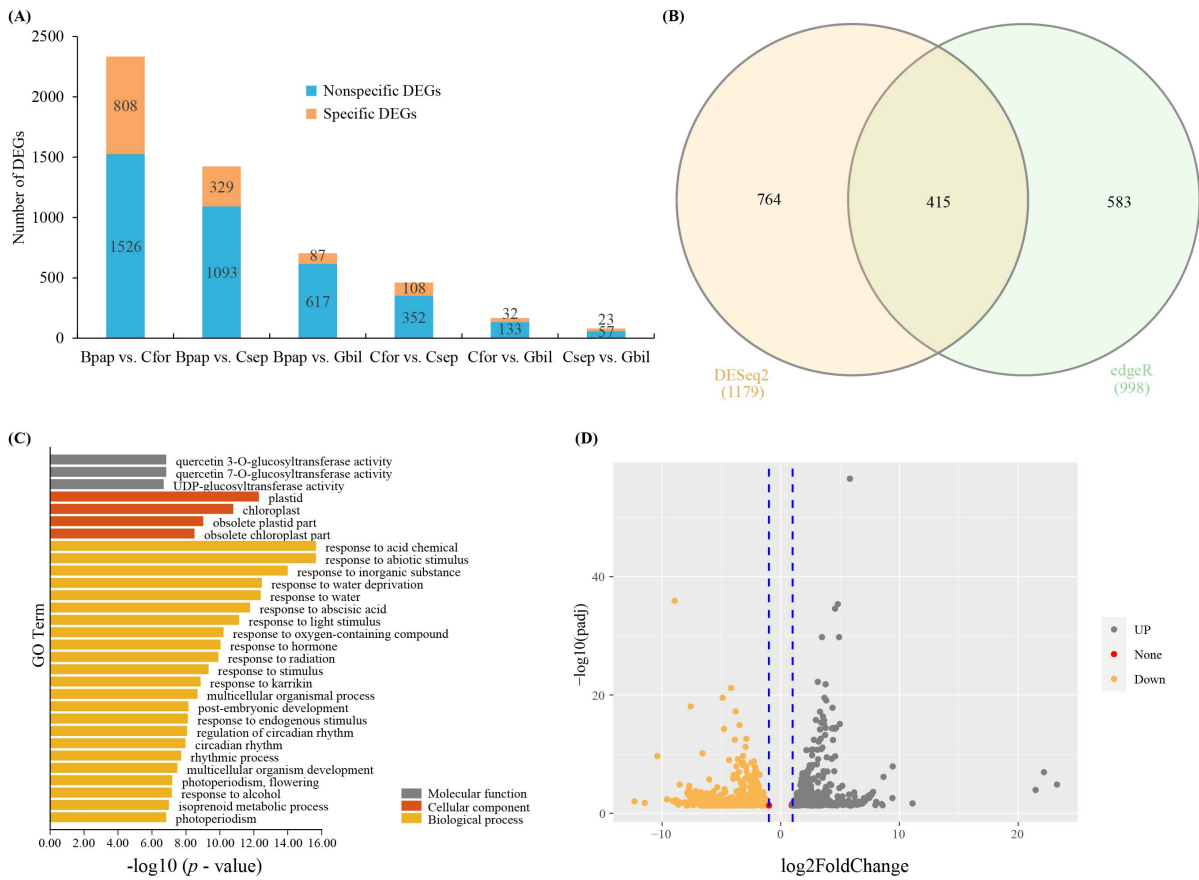 (A)
2500
2000
1500
1000
500
0
Number of DEGs
Nonspecific DEGs
Specific DEGs
808
1526
329
1093
87
617
108
352
32
133
23
57
Bpap vs. Cfor
Bpap vs. Csep
Bpap vs. Gbil
Cfor vs. Csep
Cfor vs. Gbil
Csep vs. Gbil
(B)
764
415
583
DESeq2
(1179)
edgeR
(998)
(C)
quercetin 3-O-glucosyltransferase activity
quercetin 7-O-glucosyltransferase activity
UDP-glucosyltransferase activity
plastid
chloroplast
obsolete plastid part
obsolete chloroplast part
response to acid chemical
response to abiotic stimulus
response to inorganic substance
response to water deprivation
response to water
response to abscisic acid
response to light stimulus
response to oxygen-containing compound
response to hormone
response to radiation
response to stimulus
response to karrikin
multicellular organismal process
post-embryonic development
response to endogenous stimulus
regulation of circadian rhythm
circadian rhythm
rhythmic process
multicellular organism development
photoperiodism, flowering
response to alcohol
isoprenoid metabolic process
photoperiodism
GO Term
Molecular function
Cellular component
Biological process
0.00 2.00 4.00 6.00 8.00 10.00 12.00 14.00 16.00
-log10 (p - value)
(D)
40
20
0
−log10(padj)
−10 0 10 20
log2FoldChange
UP
None
Down